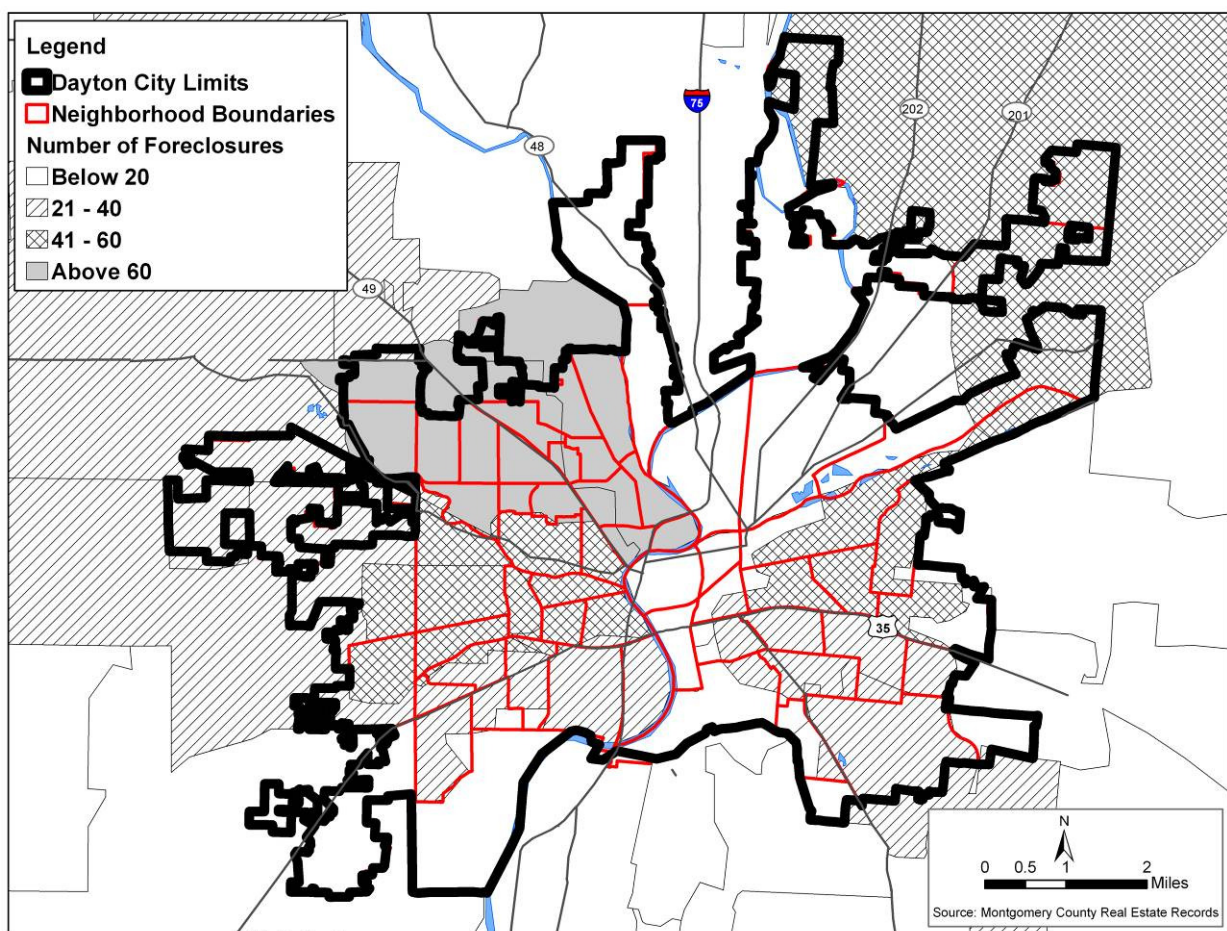 Legend
Dayton City Limits
Neighborhood Boundaries
Number of Foreclosures
Below 20
21 - 40
41 - 60
Above 60
75
202
201
48
49
35
N
0 0.5 1 2
Miles
Source: Montgomery County Real Estate Records